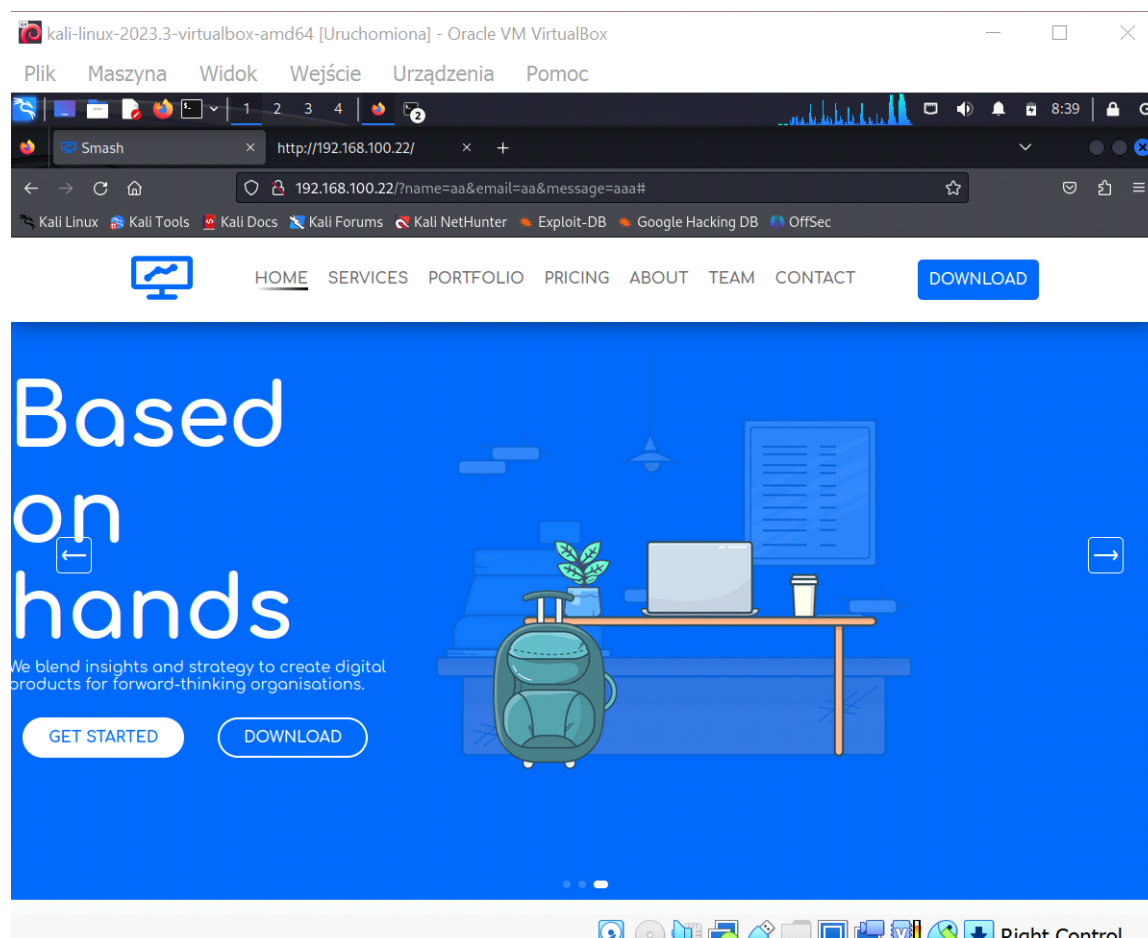 kali-linux-2023.3-virtualbox-amd64 [Uruchomiona] - Oracle VM VirtualBox
Plik Maszyna Widok Wejście Urządzenia Pomoc
1 2 3 4 2 8:39
Smash http://192.168.100.22/
192.168.100.22/?name=aa&email=aa&message=aaa#
Kali Linux Kali Tools Kali Docs Kali Forums Kali NetHunter Exploit-DB Google Hacking DB OffSec
HOME SERVICES PORTFOLIO PRICING ABOUT TEAM CONTACT DOWNLOAD
Based
on
hands
We blend insights and strategy to create digital
products for forward-thinking organisations.
GET STARTED DOWNLOAD
Right Control